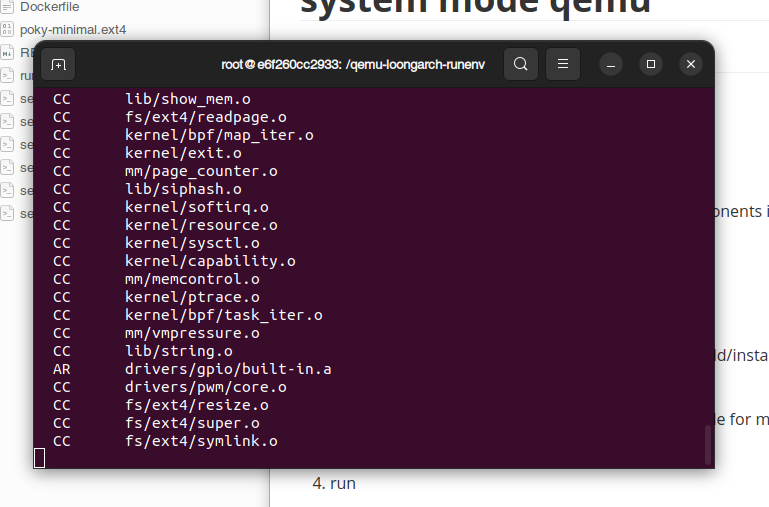 Dockerfile
system mode qemu
poky-minimal.ext4
RE
ru
se
se
se
se
se
se
root@e6f260cc2933: /qemu-loongarch-runenv
CC lib/show_mem.o
CC fs/ext4/readpage.o
CC kernel/bpf/map_iter.o
CC kernel/exit.o
CC mm/page_counter.o
CC lib/siphash.o
CC kernel/softirq.o
CC kernel/resource.o
CC kernel/sysctl.o
CC kernel/capability.o
CC mm/memcontrol.o
CC kernel/ptrace.o
CC kernel/bpf/task_iter.o
CC mm/vmpressure.o
CC lib/string.o
AR drivers/gpio/built-in.a
CC drivers/pwm/core.o
CC fs/ext4/resize.o
CC fs/ext4/super.o
CC fs/ext4/symlink.o
onents i
ld/insta
le for m
4. run